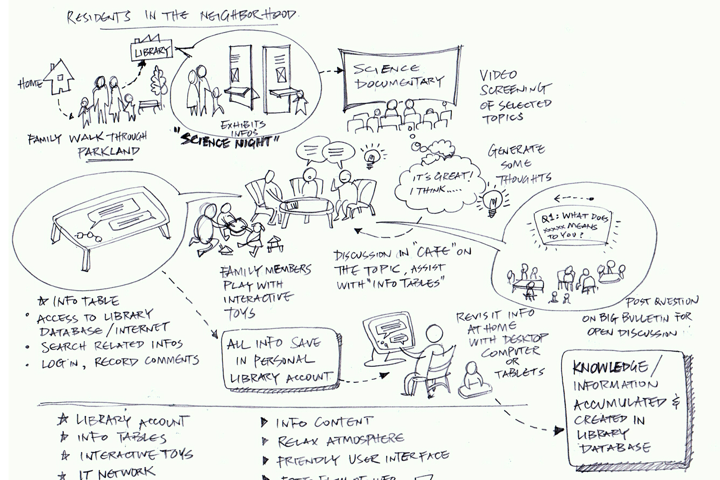 RESIDENTS IN THE NEIGHBORHOOD
LIBRARY
HOME
FAMILY WALK THROUGH
PARKLAND
EXHIBITS
INFOS
"SCIENCE NIGHT"
SCIENCE
DOCUMENTARY
VIDEO
SCREENING
OF SELECTED
TOPICS
GENERATE
SOME
THOUGHTS
IT'S GREAT!
I THINK.....
Q1: WHAT DOES
XXXXX MEANS
TO YOU?
POST QUESTION
ON BIG BULLETIN FOR
OPEN DISCUSSION
DISCUSSION IN "CAFE" ON
THE TOPIC, ASSIST
WITH "INFO TABLES"
FAMILY MEMBERS
PLAY WITH
INTERACTIVE
TOYS
☆ INFO TABLE
• ACCESS TO LIBRARY
DATABASE/INTERNET
• SEARCH RELATED INFOS
• LOGIN, RECORD COMMENTS
ALL INFO SAVE
IN PERSONAL
LIBRARY ACCOUNT
REVISIT INFO
AT HOME
WITH DESKTOP
COMPUTER
OR
TABLETS
KNOWLEDGE/
INFORMATION
ACCUMULATED &
CREATED IN
LIBRARY
DATABASE
☆ LIBRARY ACCOUNT
☆ INFO TABLES
☆ INTERACTIVE TOYS
☆ IT NETWORK
▶ INFO CONTENT
▶ RELAX ATMOSPHERE
▶ FRIENDLY USER INTERFACE